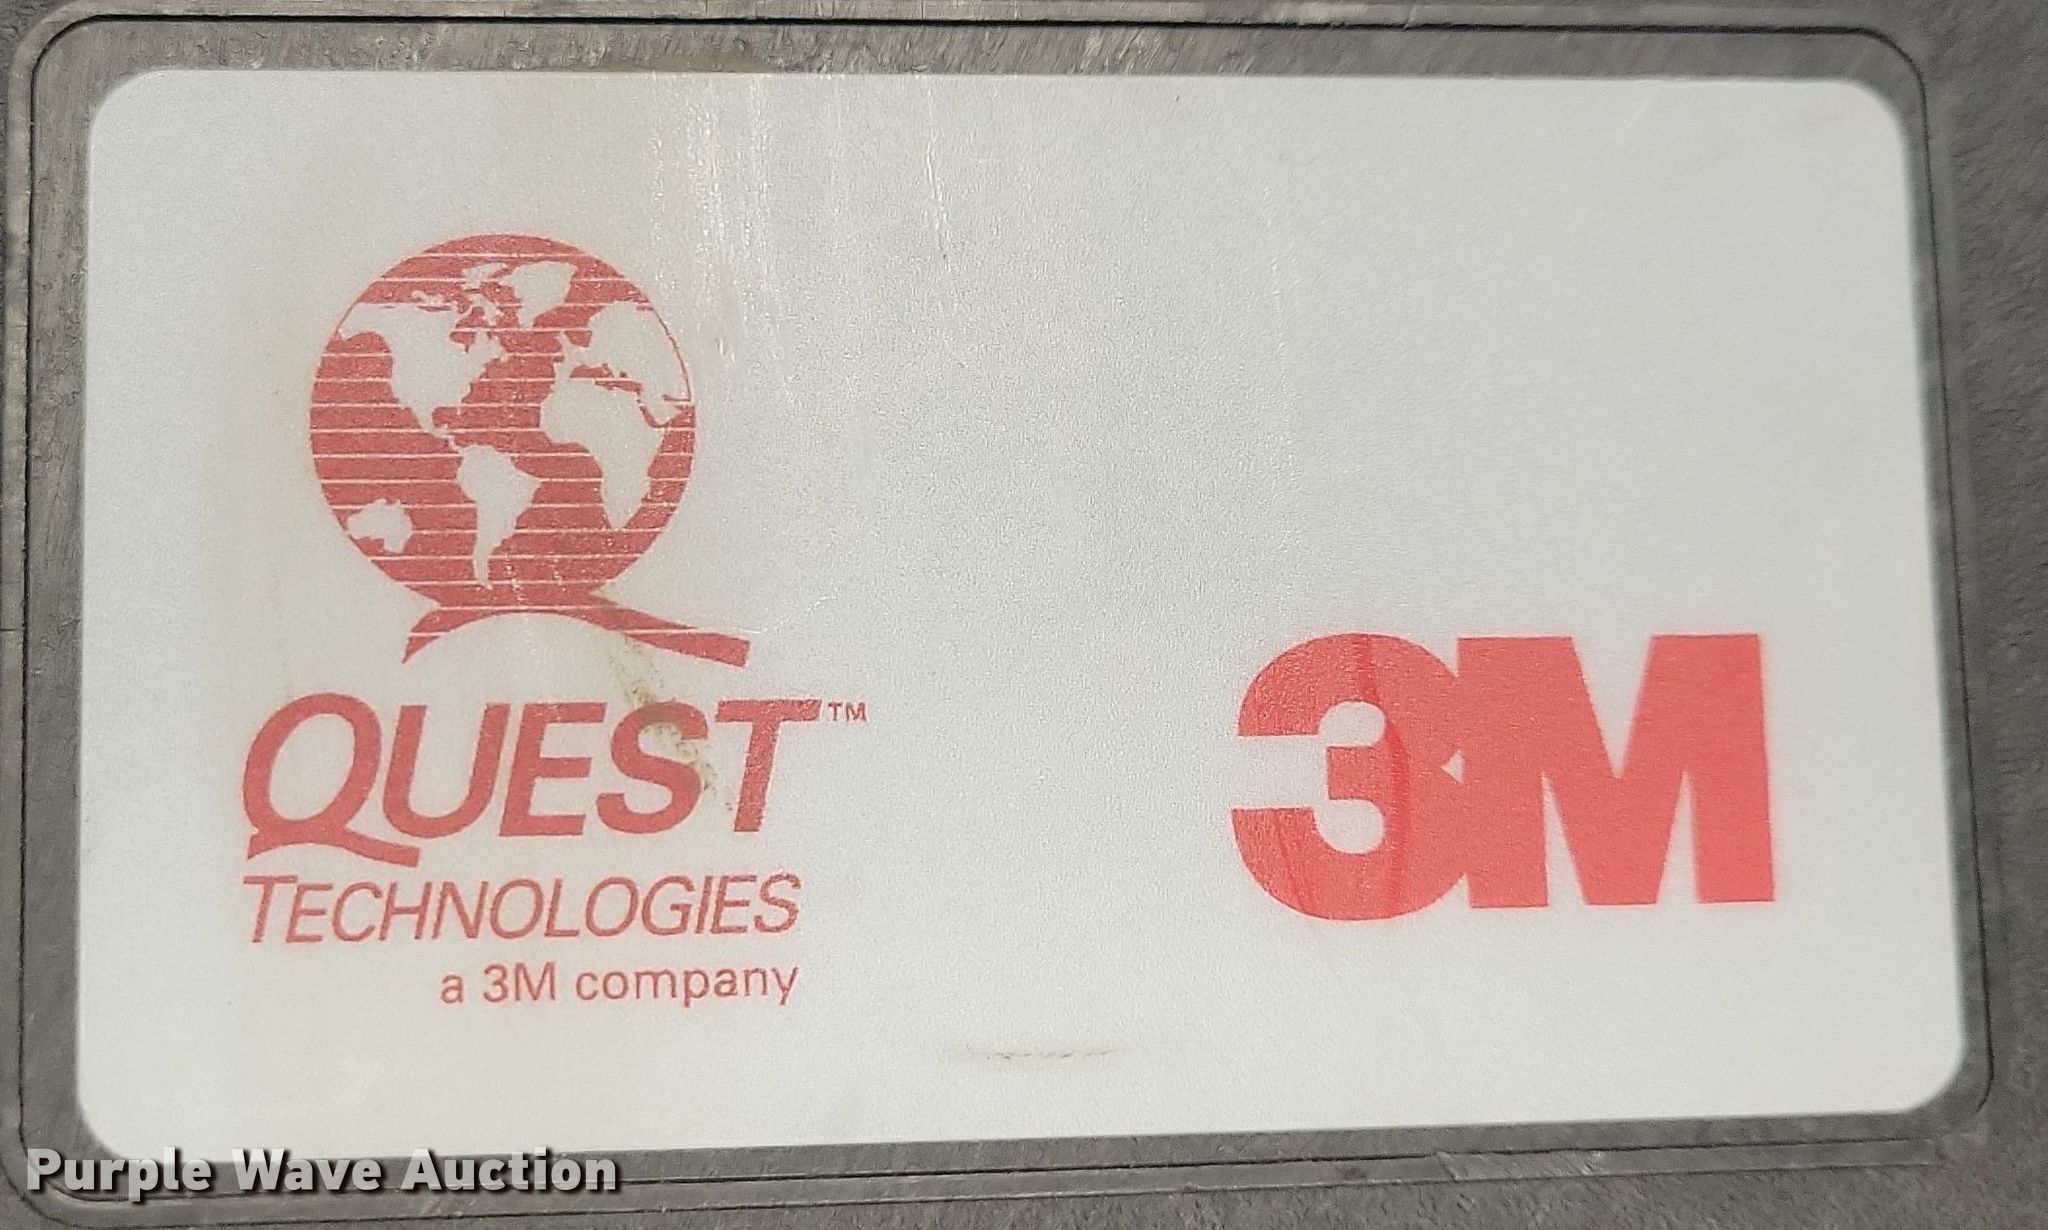 QUEST™
TECHNOLOGIES
a 3M company
3M
Purple Wave Auction